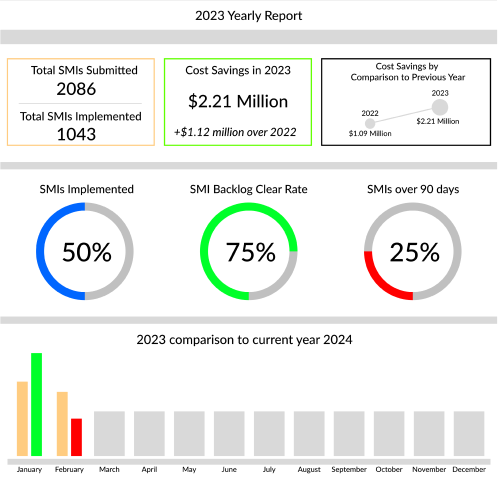 2023 Yearly Report
Total SMIs Submitted
2086
Total SMIs Implemented
1043
Cost Savings in 2023
$2.21 Million
+$1.12 million over 2022
Cost Savings by
Comparison to Previous Year
2023
2022
$2.21 Million
$1.09 Million
SMIs Implemented
50%
SMI Backlog Clear Rate
75%
SMIs over 90 days
25%
2023 comparison to current year 2024
January February March April May June July August September October November December